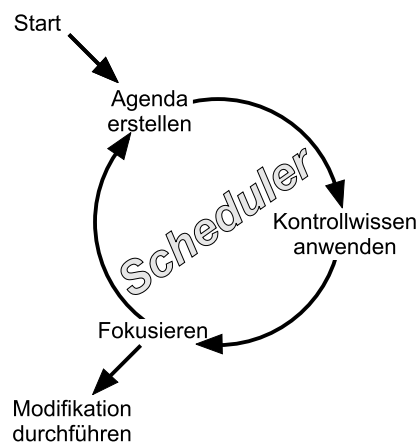 Start
Agenda
erstellen
Scheduler
Kontrollwissen
anwenden
Fokusieren
Modifikation
durchführen